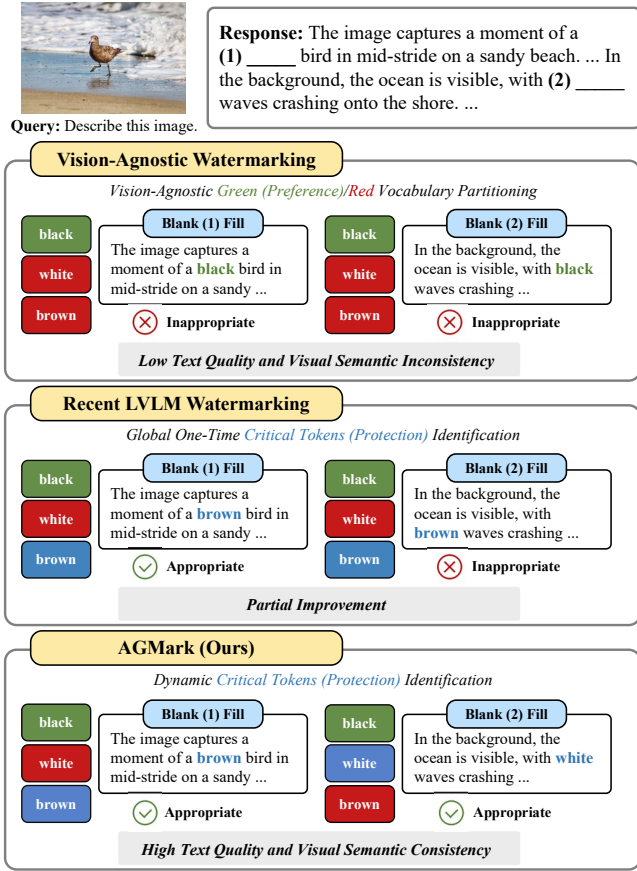 Response: The image captures a moment of a
(1) _____ bird in mid-stride on a sandy beach. ... In
the background, the ocean is visible, with (2) _____
waves crashing onto the shore. ...
Query: Describe this image.
Vision-Agnostic Watermarking
Vision-Agnostic Green (Preference)/Red Vocabulary Partitioning
black
white
brown
Blank (1) Fill
The image captures a
moment of a black bird in
mid-stride on a sandy ...
Inappropriate
black
white
brown
Blank (2) Fill
In the background, the
ocean is visible, with black
waves crashing ...
Inappropriate
Low Text Quality and Visual Semantic Inconsistency
Recent LVLM Watermarking
Global One-Time Critical Tokens (Protection) Identification
black
white
brown
Blank (1) Fill
The image captures a
moment of a brown bird in
mid-stride on a sandy ...
Appropriate
black
white
brown
Blank (2) Fill
In the background, the
ocean is visible, with
brown waves crashing ...
Inappropriate
Partial Improvement
AGMark (Ours)
Dynamic Critical Tokens (Protection) Identification
black
white
brown
Blank (1) Fill
The image captures a
moment of a brown bird in
mid-stride on a sandy ...
Appropriate
black
white
brown
Blank (2) Fill
In the background, the
ocean is visible, with white
waves crashing ...
Appropriate
High Text Quality and Visual Semantic Consistency